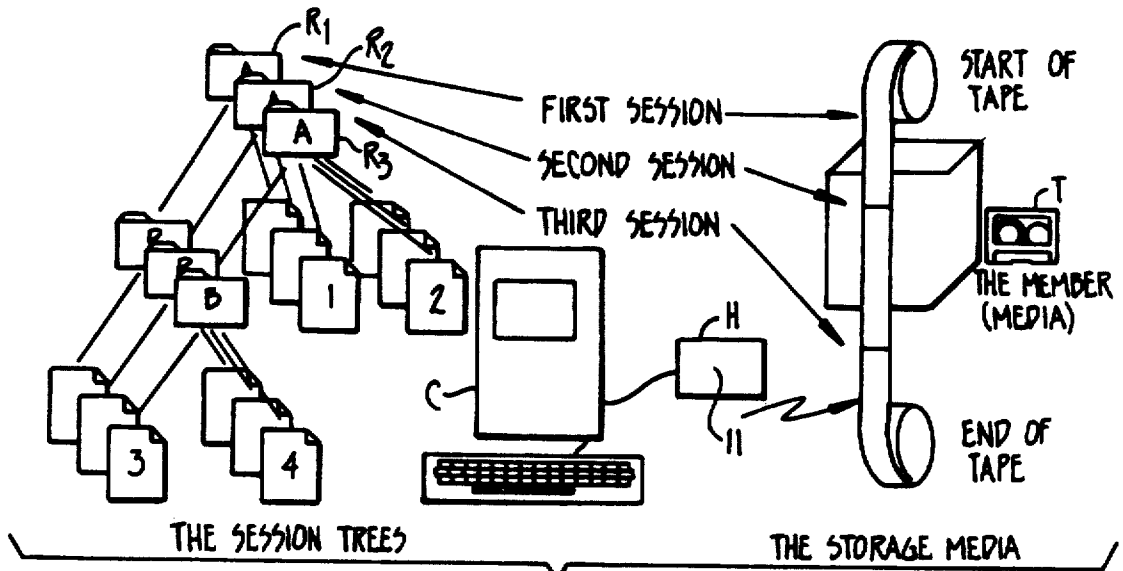 R1
R2
R3
A
A
A
FIRST SESSION
SECOND SESSION
THIRD SESSION
START OF
TAPE
T
THE MEMBER
(MEDIA)
B
1
2
H
C
11
3
4
END OF
TAPE
THE SESSION TREES
THE STORAGE MEDIA